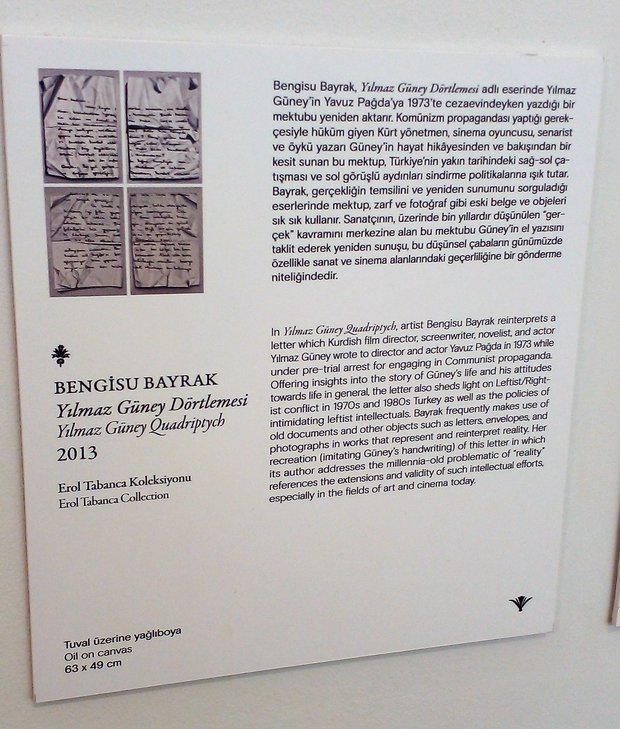 Bengisu Bayrak, Yılmaz Güney Dörtlemesi adlı eserinde Yılmaz
Güney'in Yavuz Pağda'ya 1973'te cezaevindeyken yazdığı bir
mektubu yeniden aktarır. Komünizm propagandası yaptığı gerek-
çesiyle hüküm giyen Kürt yönetmen, sinema oyuncusu, senarist
ve öykü yazarı Güney'in hayat hikâyesinden ve bakışından bir
kesit sunan bu mektup, Türkiye'nin yakın tarihindeki sağ-sol ça-
tışması ve sol görüşlü aydınları sindirme politikalarına ışık tutar.
Bayrak, gerçekliğin temsilini ve yeniden sunumunu sorguladığı
eserlerinde mektup, zarf ve fotoğraf gibi eski belge ve objeleri
sık sık kullanır. Sanatçının, üzerinde bin yıllardır düşünülen "ger-
çek" kavramını merkezine alan bu mektubu Güney'in el yazısını
taklit ederek yeniden sunuşu, bu düşünsel çabaların günümüzde
özellikle sanat ve sinema alanlarındaki geçerliliğine bir gönderme
niteliğindedir.
In Yılmaz Güney Quadriptych, artist Bengisu Bayrak reinterprets a
letter which Kurdish film director, screenwriter, novelist, and actor
Yılmaz Güney wrote to director and actor Yavuz Pağda in 1973 while
under pre-trial arrest for engaging in Communist propaganda.
Offering insights into the story of Güney's life and his attitudes
towards life in general, the letter also sheds light on Leftist/Right-
ist conflict in 1970s and 1980s Turkey as well as the policies of
intimidating leftist intellectuals. Bayrak frequently makes use of
old documents and other objects such as letters, envelopes, and
photographs in works that represent and reinterpret reality. Her
recreation (imitating Güney's handwriting) of this letter in which
its author addresses the millennia-old problematic of "reality"
references the extensions and validity of such intellectual efforts,
especially in the fields of art and cinema today.
BENGİSU BAYRAK
Yılmaz Güney Dörtlemesi
Yılmaz Güney Quadriptych
2013
Erol Tabanca Koleksiyonu
Erol Tabanca Collection
Tuval üzerine yağlıboya
Oil on canvas
63 x 49 cm